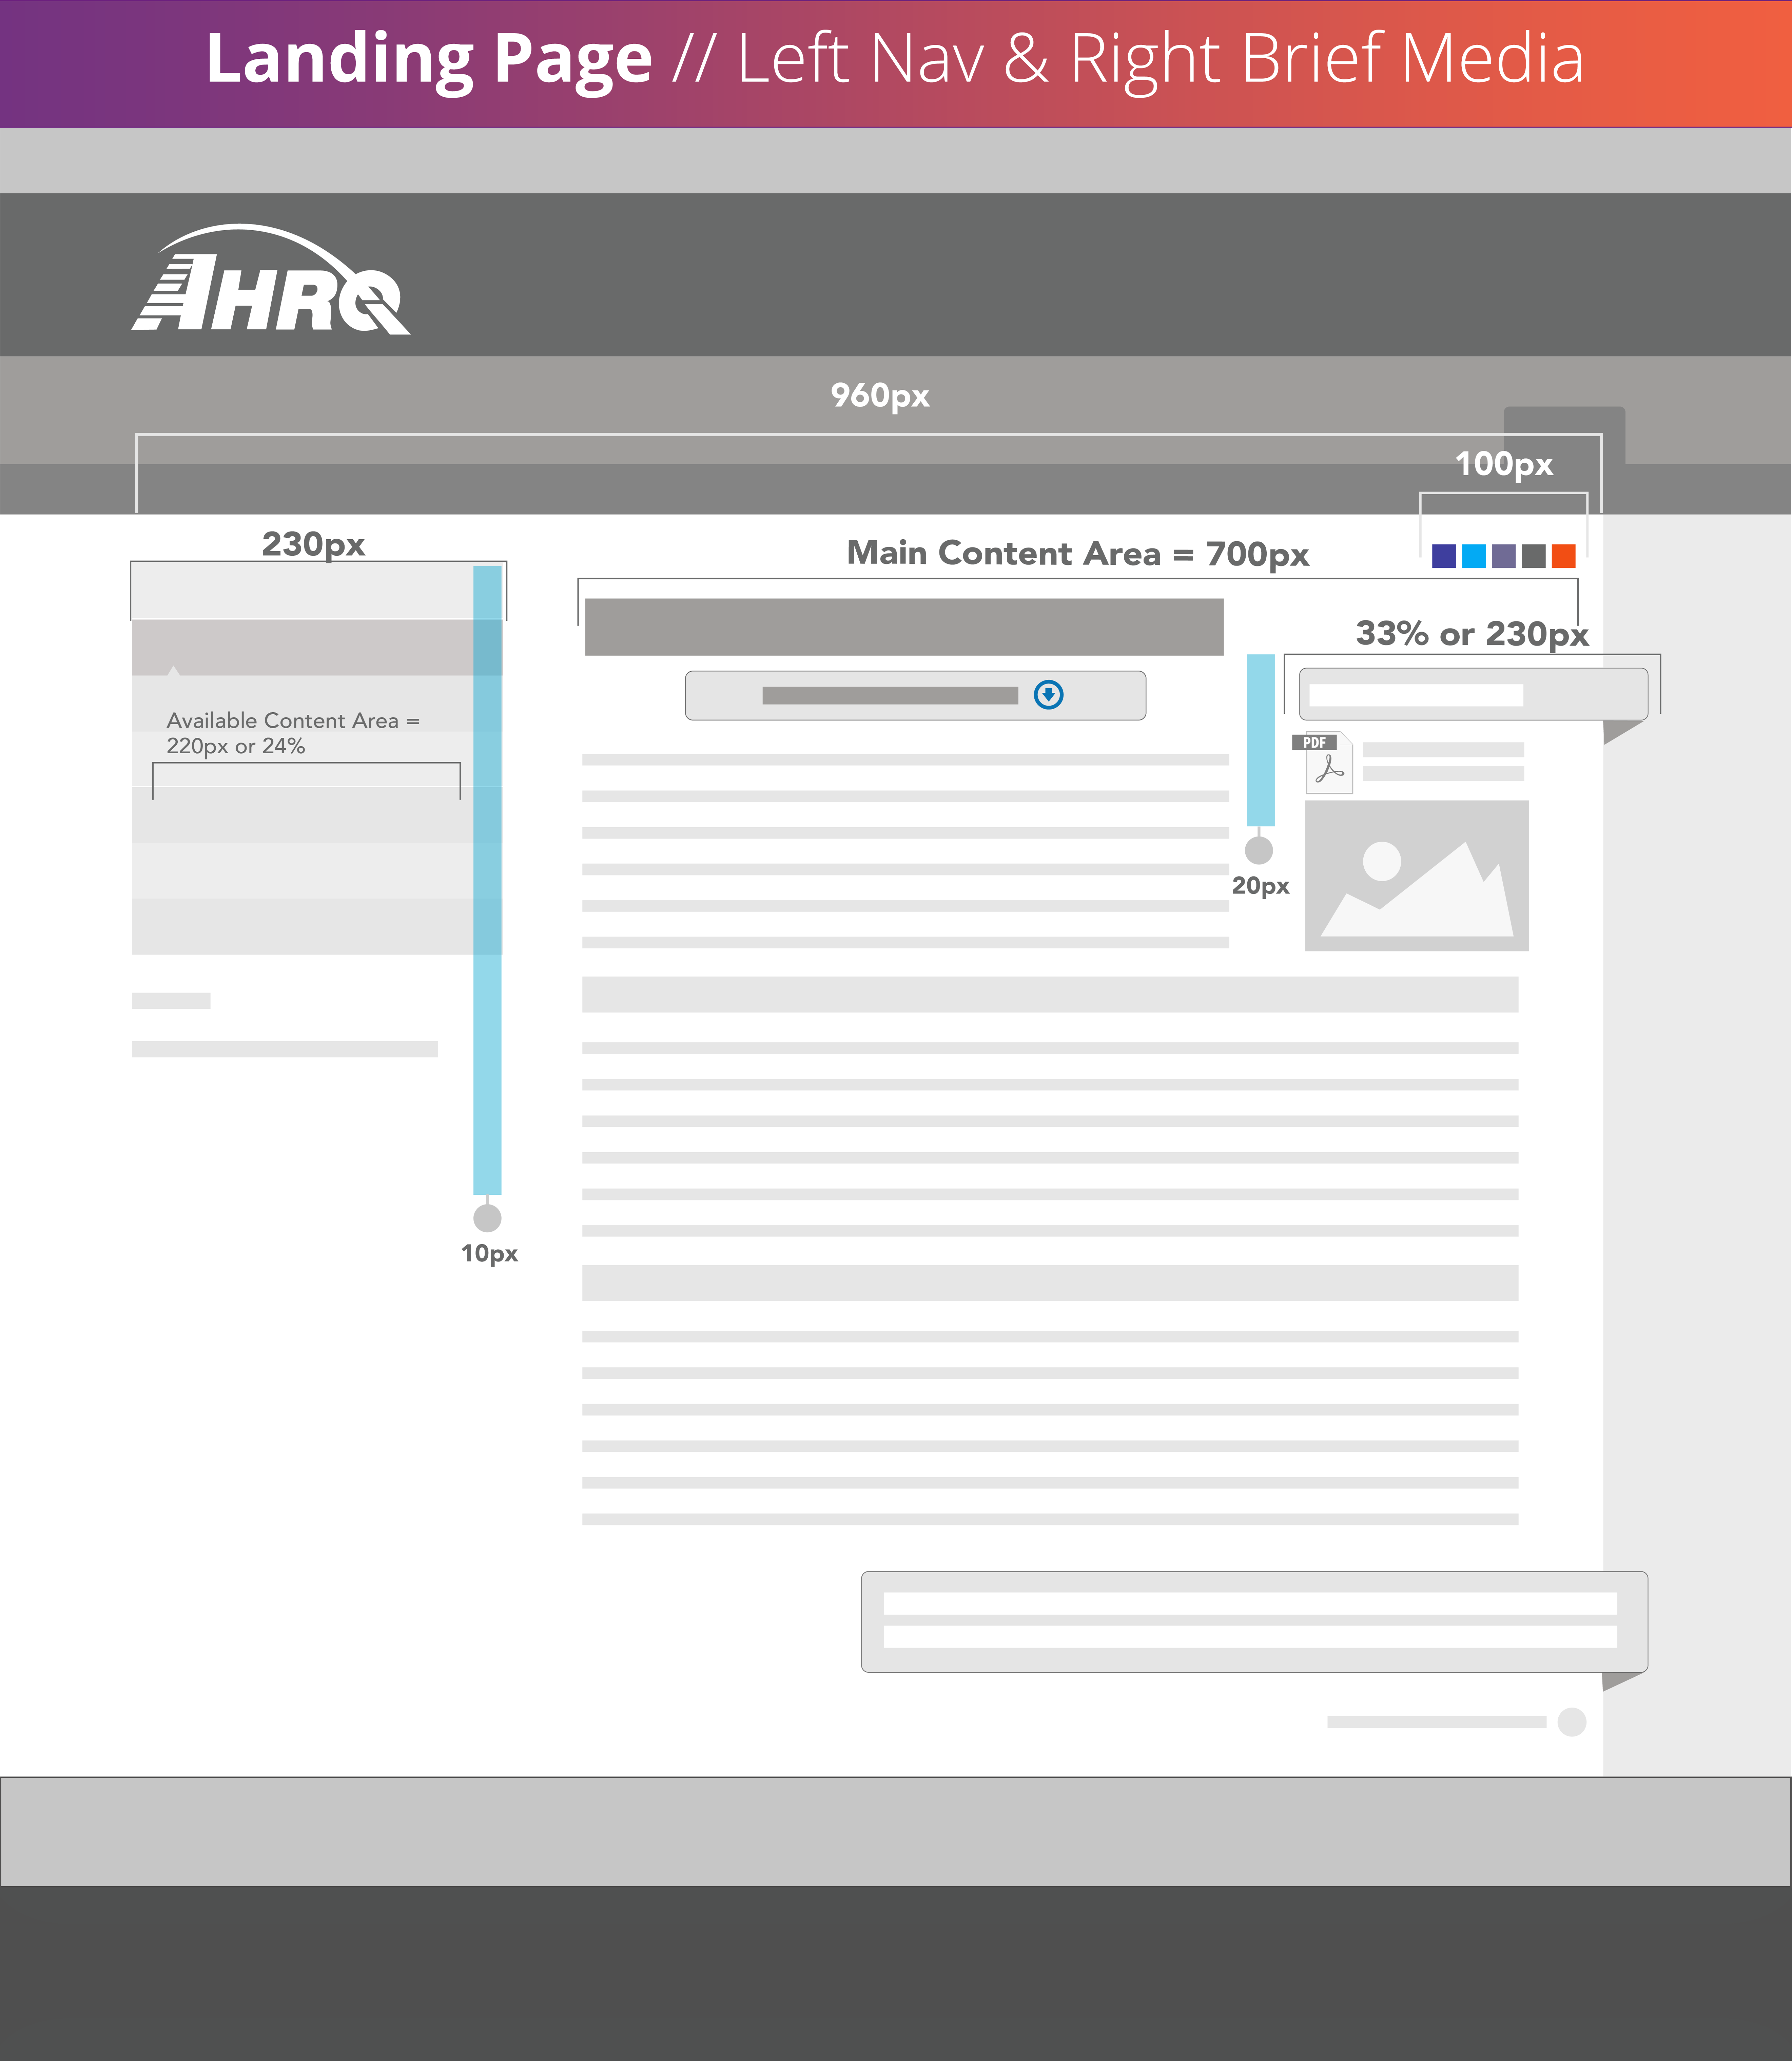 Landing Page // Left Nav & Right Brief Media
AHRQ
960px
100px
230px
Main Content Area = 700px
33% or 230px
Available Content Area =
220px or 24%
PDF
20px
10px